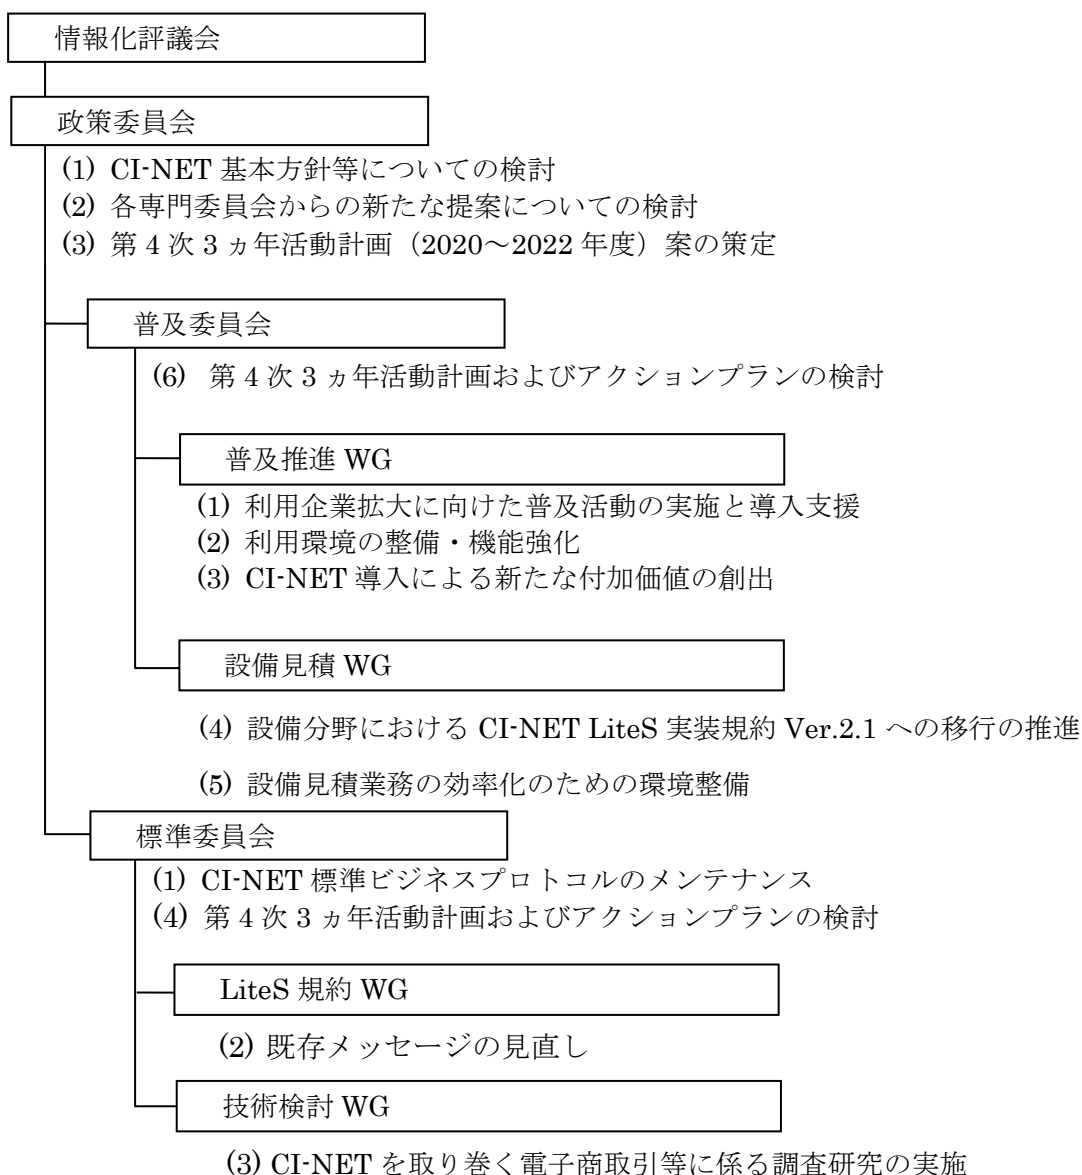 情報化評議会
政策委員会
(1) CI-NET 基本方針等についての検討
(2) 各専門委員会からの新たな提案についての検討
(3) 第 4 次 3 ヵ年活動計画（2020～2022 年度）案の策定
普及委員会
(6) 第 4 次 3 ヵ年活動計画およびアクションプランの検討
普及推進 WG
(1) 利用企業拡大に向けた普及活動の実施と導入支援
(2) 利用環境の整備・機能強化
(3) CI-NET 導入による新たな付加価値の創出
設備見積 WG
(4) 設備分野における CI-NET LiteS 実装規約 Ver.2.1 への移行の推進
(5) 設備見積業務の効率化のための環境整備
標準委員会
(1) CI-NET 標準ビジネスプロトコルのメンテナンス
(4) 第 4 次 3 ヵ年活動計画およびアクションプランの検討
LiteS 規約 WG
(2) 既存メッセージの見直し
技術検討 WG
(3) CI-NET を取り巻く電子商取引等に係る調査研究の実施